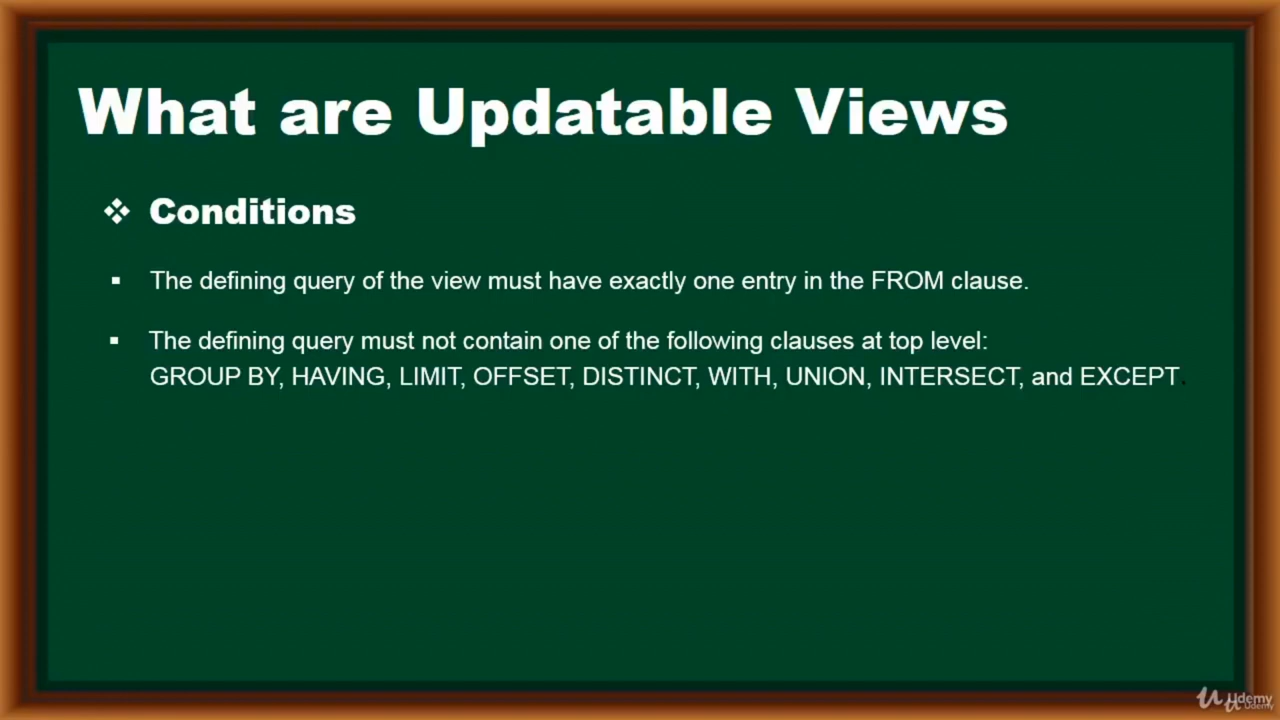 What are Updatable Views
❖ Conditions
▪ The defining query of the view must have exactly one entry in the FROM clause.
▪ The defining query must not contain one of the following clauses at top level:
GROUP BY, HAVING, LIMIT, OFFSET, DISTINCT, WITH, UNION, INTERSECT, and EXCEPT.
Udemy
Udemy